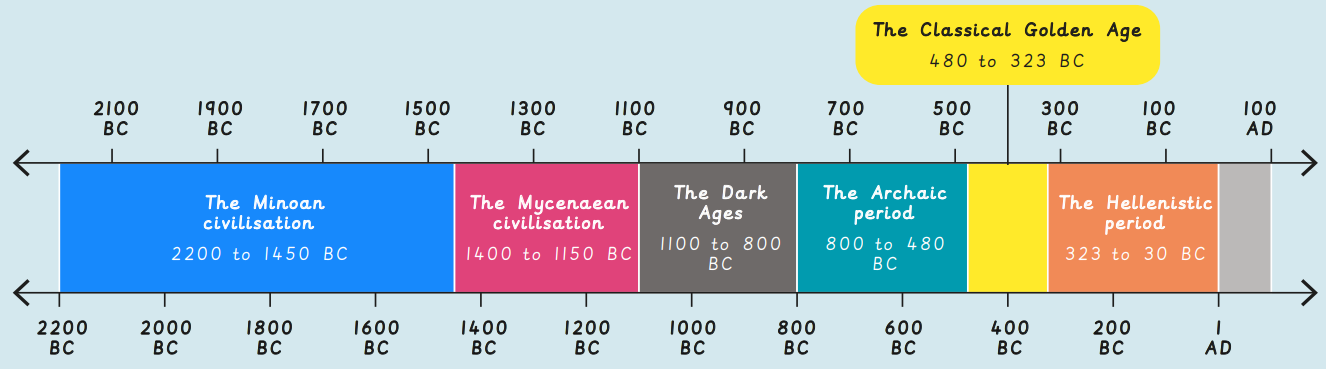 The Classical Golden Age
480 to 323 BC
2100 1900 1700 1500 1300 1100 900 700 500 300 100 100
BC BC BC BC BC BC BC BC BC BC BC AD
The Minoan
civilisation
2200 to 1450 BC
The Mycenaean
civilisation
1400 to 1150 BC
The Dark
Ages
1100 to 800
BC
The Archaic
period
800 to 480
BC
The Hellenistic
period
323 to 30 BC
2200 2000 1800 1600 1400 1200 1000 800 600 400 200 1
BC BC BC BC BC BC BC BC BC BC BC AD